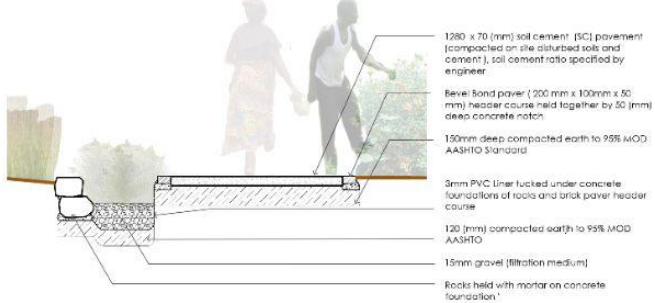 1280 x 70 (mm) soil cement (SC) pavement
(compacted on site disturbed soils and
cement ), soil cement ratio specified by
engineer
Bevel Bond paver ( 200 mm x 100mm x 50
mm) header course held together by 50 (mm)
deep concrete notch
150mm deep compacted earth to 95% MOD
AASHTO Standard
3mm PVC Liner tucked under concrete
foundations of rocks and brick paver header
course
120 (mm) compacted eartjh to 95% MOD
AASHTO
15mm gravel (filtration medium)
Rocks held with mortar on concrete
foundation '